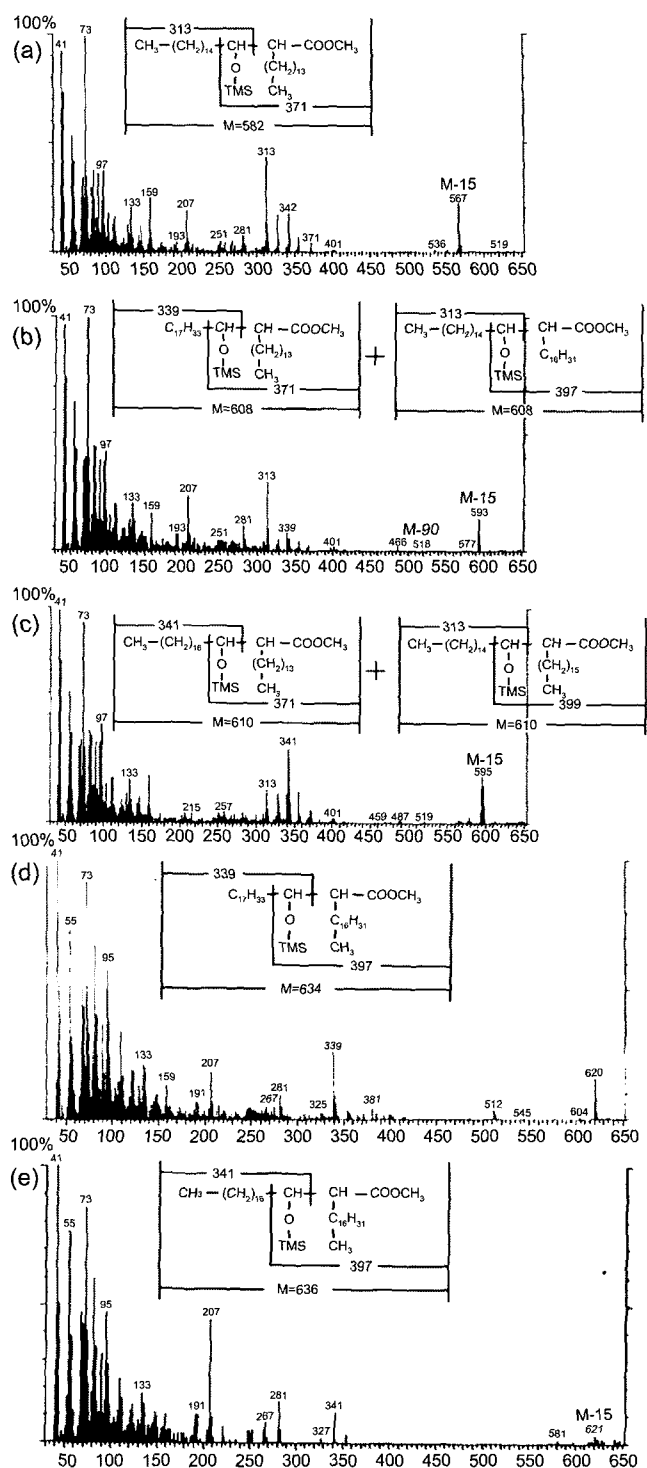 100%
(a)
41
73
313
CH₃ — (CH₂)₁₄ CH CH — COOCH₃
O (CH₂)₁₃
TMS CH₃
371
M=582
97
133
159
193
207
251
281
313
342
371
401
536
M-15
567
519
50 100 150 200 250 300 350 400 450 500 550 600 650
100%
(b)
41
73
339
C₁₇H₃₃ CH CH — COOCH₃
O (CH₂)₁₃
TMS CH₃
371
M=608
+
313
CH₃ — (CH₂)₁₄ CH CH — COOCH₃
O C₁₆H₃₁
TMS
397
M=608
97
133
159
193
207
251
281
313
339
401
466
M-90
518
577
M-15
593
50 100 150 200 250 300 350 400 450 500 550 600 650
(c)
41
73
341
CH₃ — (CH₂)₁₆ CH CH — COOCH₃
O (CH₂)₁₃
TMS CH₃
371
M=610
+
313
CH₃ — (CH₂)₁₄ CH CH — COOCH₃
O (CH₂)₁₅
TMS CH₃
399
M=610
97
133
215
257
313
341
401
459
487
519
M-15
595
50 100 150 200 250 300 350 400 450 500 550 600 650
100%
(d)
41
73
55
95
339
C₁₇H₃₃ CH CH — COOCH₃
O C₁₆H₃₁
TMS CH₃
397
M=634
133
159
191
207
267
281
325
339
381
512
545
604
620
50 100 150 200 250 300 350 400 450 500 550 600 650
100%
(e)
41
55
73
95
341
CH₃ — (CH₂)₁₆ CH CH — COOCH₃
O C₁₆H₃₁
TMS CH₃
397
M=636
133
191
207
267
281
327
341
581
M-15
621
50 100 150 200 250 300 350 400 450 500 550 600 650